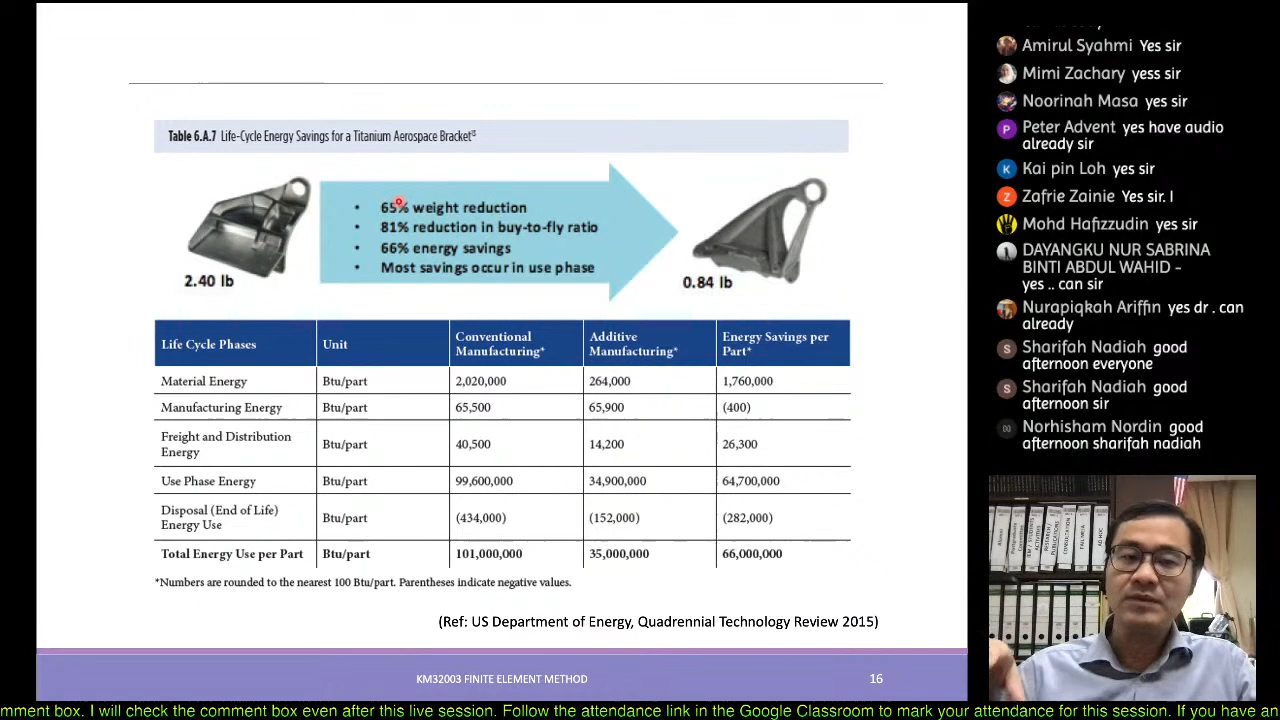 Table 6.A.7 Life-Cycle Energy Savings for a Titanium Aerospace Bracket
• 65% weight reduction
• 81% reduction in buy-to-fly ratio
• 66% energy savings
• Most savings occur in use phase
2.40 lb
0.84 lb
Life Cycle Phases Unit Conventional Manufacturing* Additive Manufacturing* Energy Savings per Part*
Material Energy Btu/part 2,020,000 264,000 1,760,000
Manufacturing Energy Btu/part 65,500 65,900 (400)
Freight and Distribution Energy Btu/part 40,500 14,200 26,300
Use Phase Energy Btu/part 99,600,000 34,900,000 64,700,000
Disposal (End of Life) Energy Use Btu/part (434,000) (152,000) (282,000)
Total Energy Use per Part Btu/part 101,000,000 35,000,000 66,000,000
*Numbers are rounded to the nearest 100 Btu/part. Parentheses indicate negative values.
(Ref: US Department of Energy, Quadrennial Technology Review 2015)
KM32003 FINITE ELEMENT METHOD
16
Amirul Syahmi Yes sir
Mimi Zachary yess sir
Noorinah Masa yes sir
P
Peter Advent yes have audio
already sir
K
Kai pin Loh yes sir
Z
Zafrie Zainie Yes sir. I
Mohd Hafizzudin yes sir
DAYANGKU NUR SABRINA
BINTI ABDUL WAHID -
yes .. can sir
Nurapiqkah Ariffin yes dr . can
already
S
Sharifah Nadiah good
afternoon everyone
S
Sharifah Nadiah good
afternoon sir
Norhisham Nordin good
afternoon sharifah nadiah
mment box. I will check the comment box even after this live session. Follow the attendance link in the Google Classroom to mark your attendance for this session. If you have an